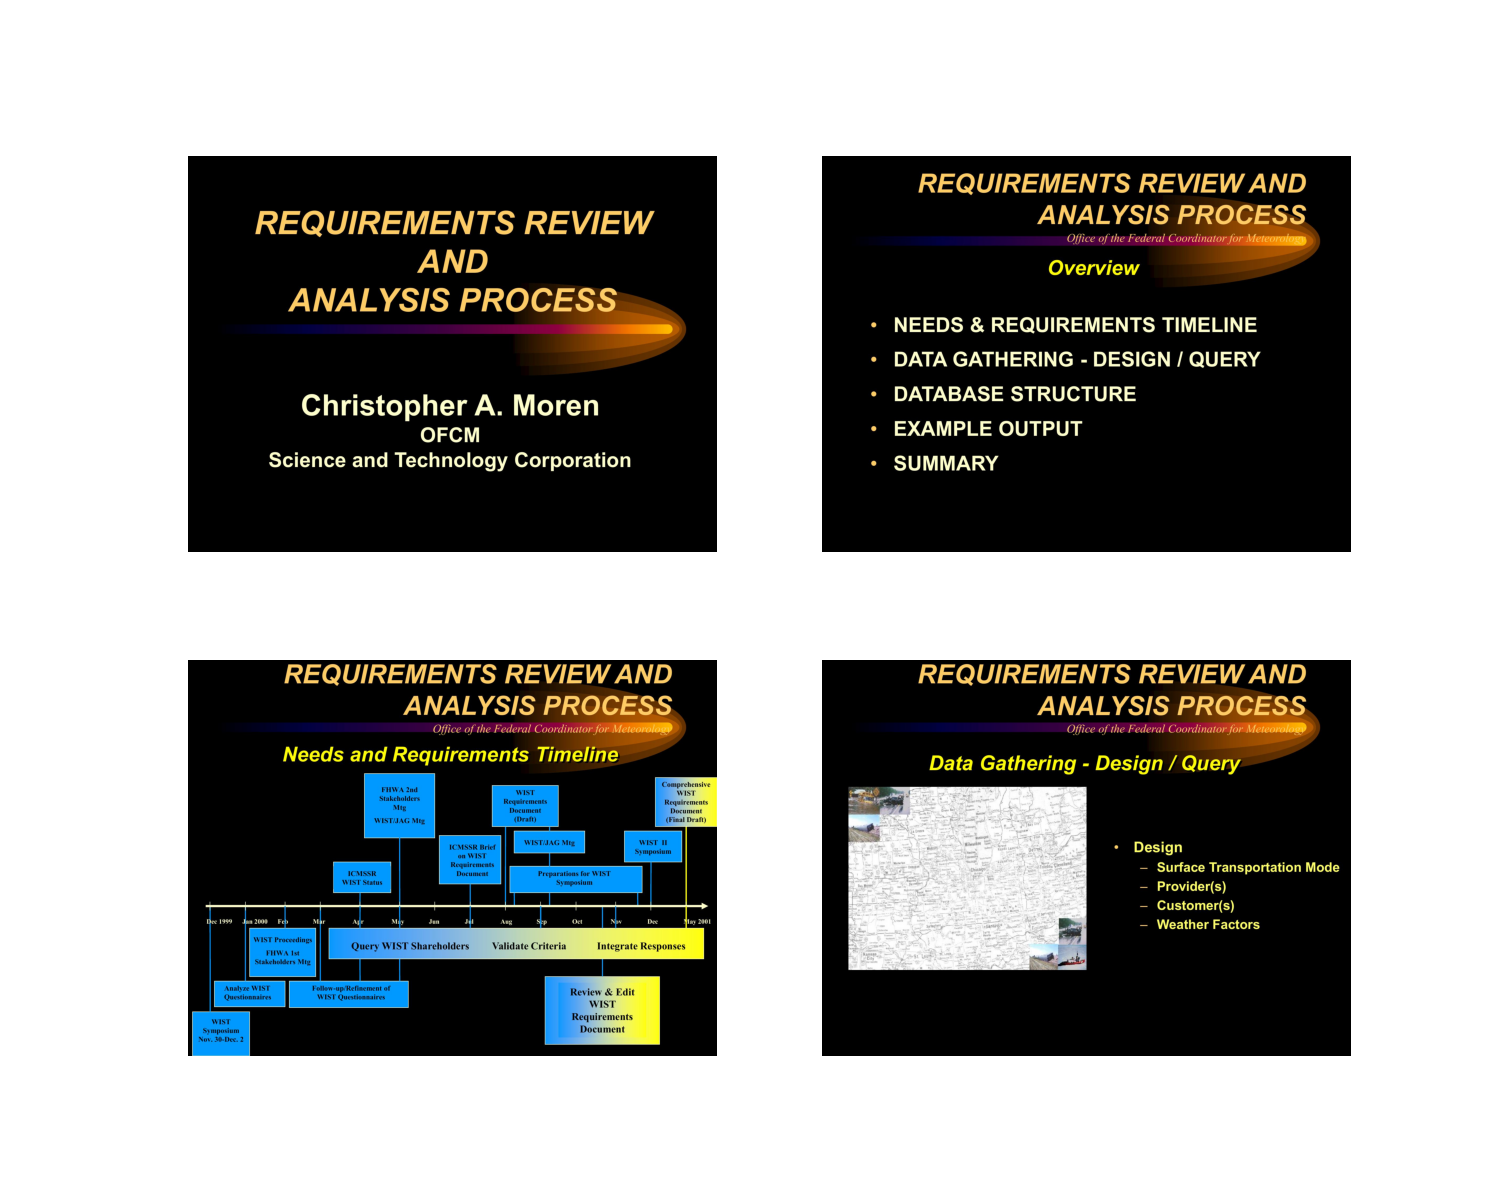 REQUIREMENTS REVIEW
AND
ANALYSIS PROCESS
Christopher A. Moren
OFCM
Science and Technology Corporation
REQUIREMENTS REVIEW AND
ANALYSIS PROCESS
Office of the Federal Coordinator for Meteorology
Overview
• NEEDS & REQUIREMENTS TIMELINE
• DATA GATHERING - DESIGN / QUERY
• DATABASE STRUCTURE
• EXAMPLE OUTPUT
• SUMMARY
REQUIREMENTS REVIEW AND
ANALYSIS PROCESS
Office of the Federal Coordinator for Meteorology
Needs and Requirements Timeline
FHWA 2nd
Stakeholders
Mtg
WIST/JAG Mtg
WIST
Requirements
Document
(Draft)
Comprehensive
WIST
Requirements
Document
(Final Draft)
ICMSSR Brief
on WIST
Requirements
Document
WIST/JAG Mtg
WIST II
Symposium
ICMSSR
WIST Status
Preparations for WIST
Symposium
Dec 1999 Jan 2000 Feb Mar Apr May Jun Jul Aug Sep Oct Nov Dec May 2001
WIST Proceedings
FHWA 1st
Stakeholders Mtg
Query WIST Shareholders Validate Criteria Integrate Responses
Analyze WIST
Questionnaires
Follow-up/Refinement of
WIST Questionnaires
Review & Edit
WIST
Requirements
Document
WIST
Symposium
Nov. 30-Dec. 2
REQUIREMENTS REVIEW AND
ANALYSIS PROCESS
Office of the Federal Coordinator for Meteorology
Data Gathering - Design / Query
• Design
– Surface Transportation Mode
– Provider(s)
– Customer(s)
– Weather Factors